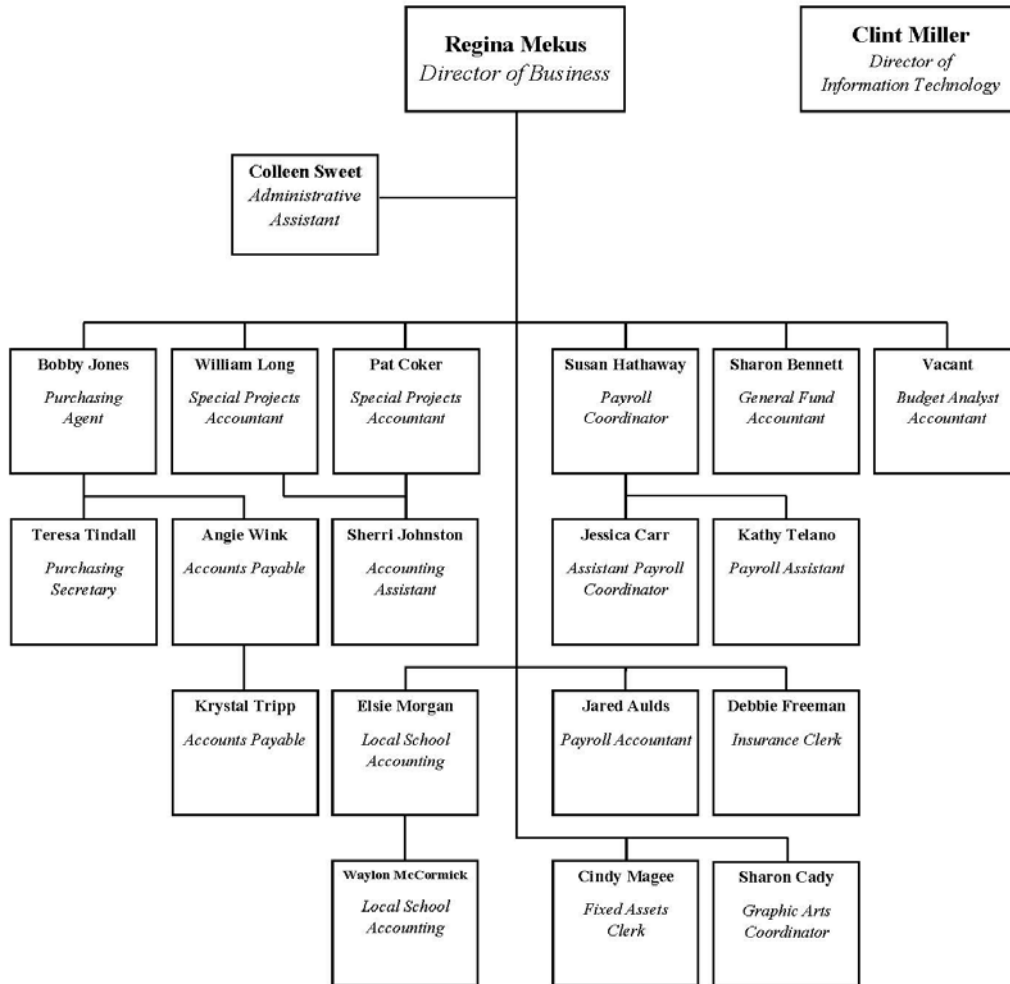 Regina Mekus
Director of Business
Clint Miller
Director of
Information Technology
Colleen Sweet
Administrative
Assistant
Bobby Jones
Purchasing
Agent
William Long
Special Projects
Accountant
Pat Coker
Special Projects
Accountant
Susan Hathaway
Payroll
Coordinator
Sharon Bennett
General Fund
Accountant
Vacant
Budget Analyst
Accountant
Teresa Tindall
Purchasing
Secretary
Angie Wink
Accounts Payable
Sherri Johnston
Accounting
Assistant
Jessica Carr
Assistant Payroll
Coordinator
Kathy Telano
Payroll Assistant
Krystal Tripp
Accounts Payable
Elsie Morgan
Local School
Accounting
Jared Aulds
Payroll Accountant
Debbie Freeman
Insurance Clerk
Waylon McCormick
Local School
Accounting
Cindy Magee
Fixed Assets
Clerk
Sharon Cady
Graphic Arts
Coordinator